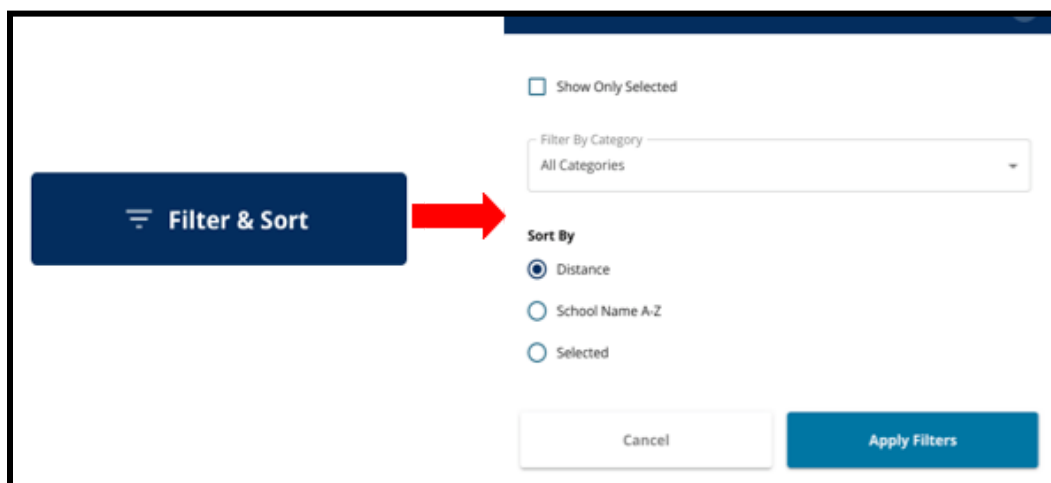 Filter & Sort
Show Only Selected
Filter By Category
All Categories
Sort By
Distance
School Name A-Z
Selected
Cancel
Apply Filters